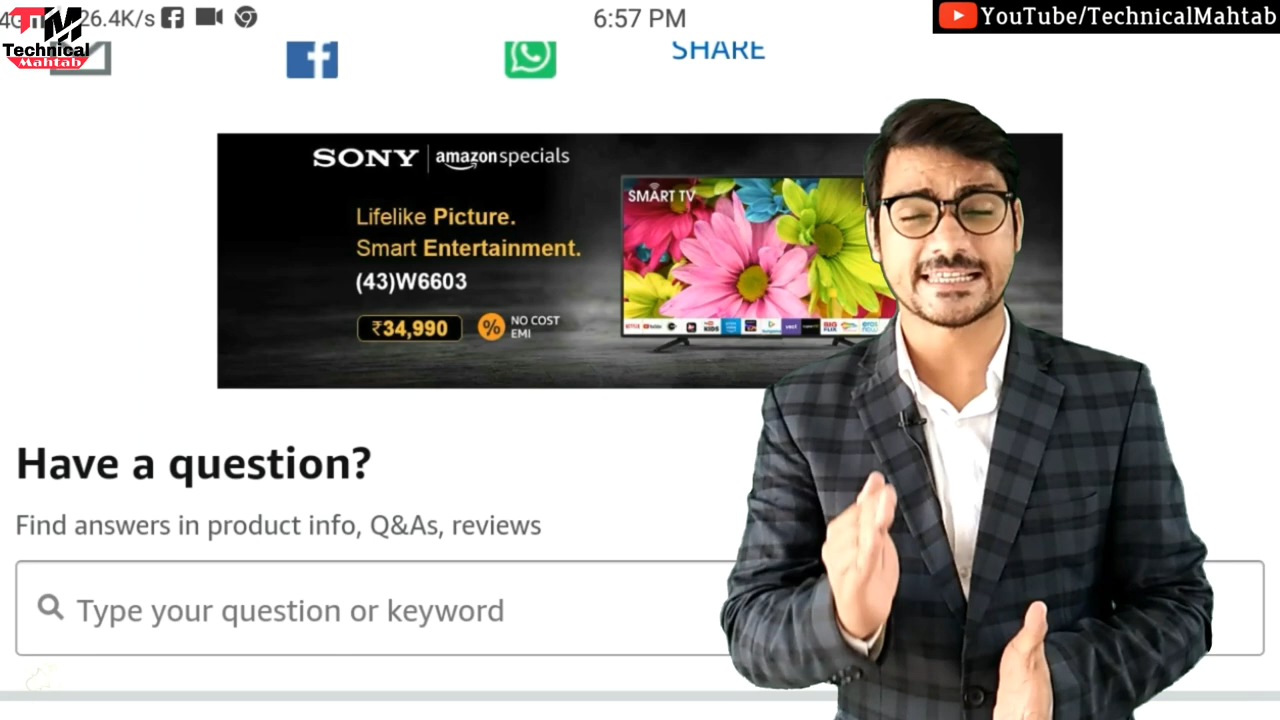 4G 26.4K/s
6:57 PM
YouTube/TechnicalMahtab
TM
Technical
Mahtab
SHARE
SONY | amazonspecials
Lifelike Picture.
Smart Entertainment.
(43)W6603
₹34,990
% NO COST
EMI
SMART TV
Have a question?
Find answers in product info, Q&As, reviews
Type your question or keyword